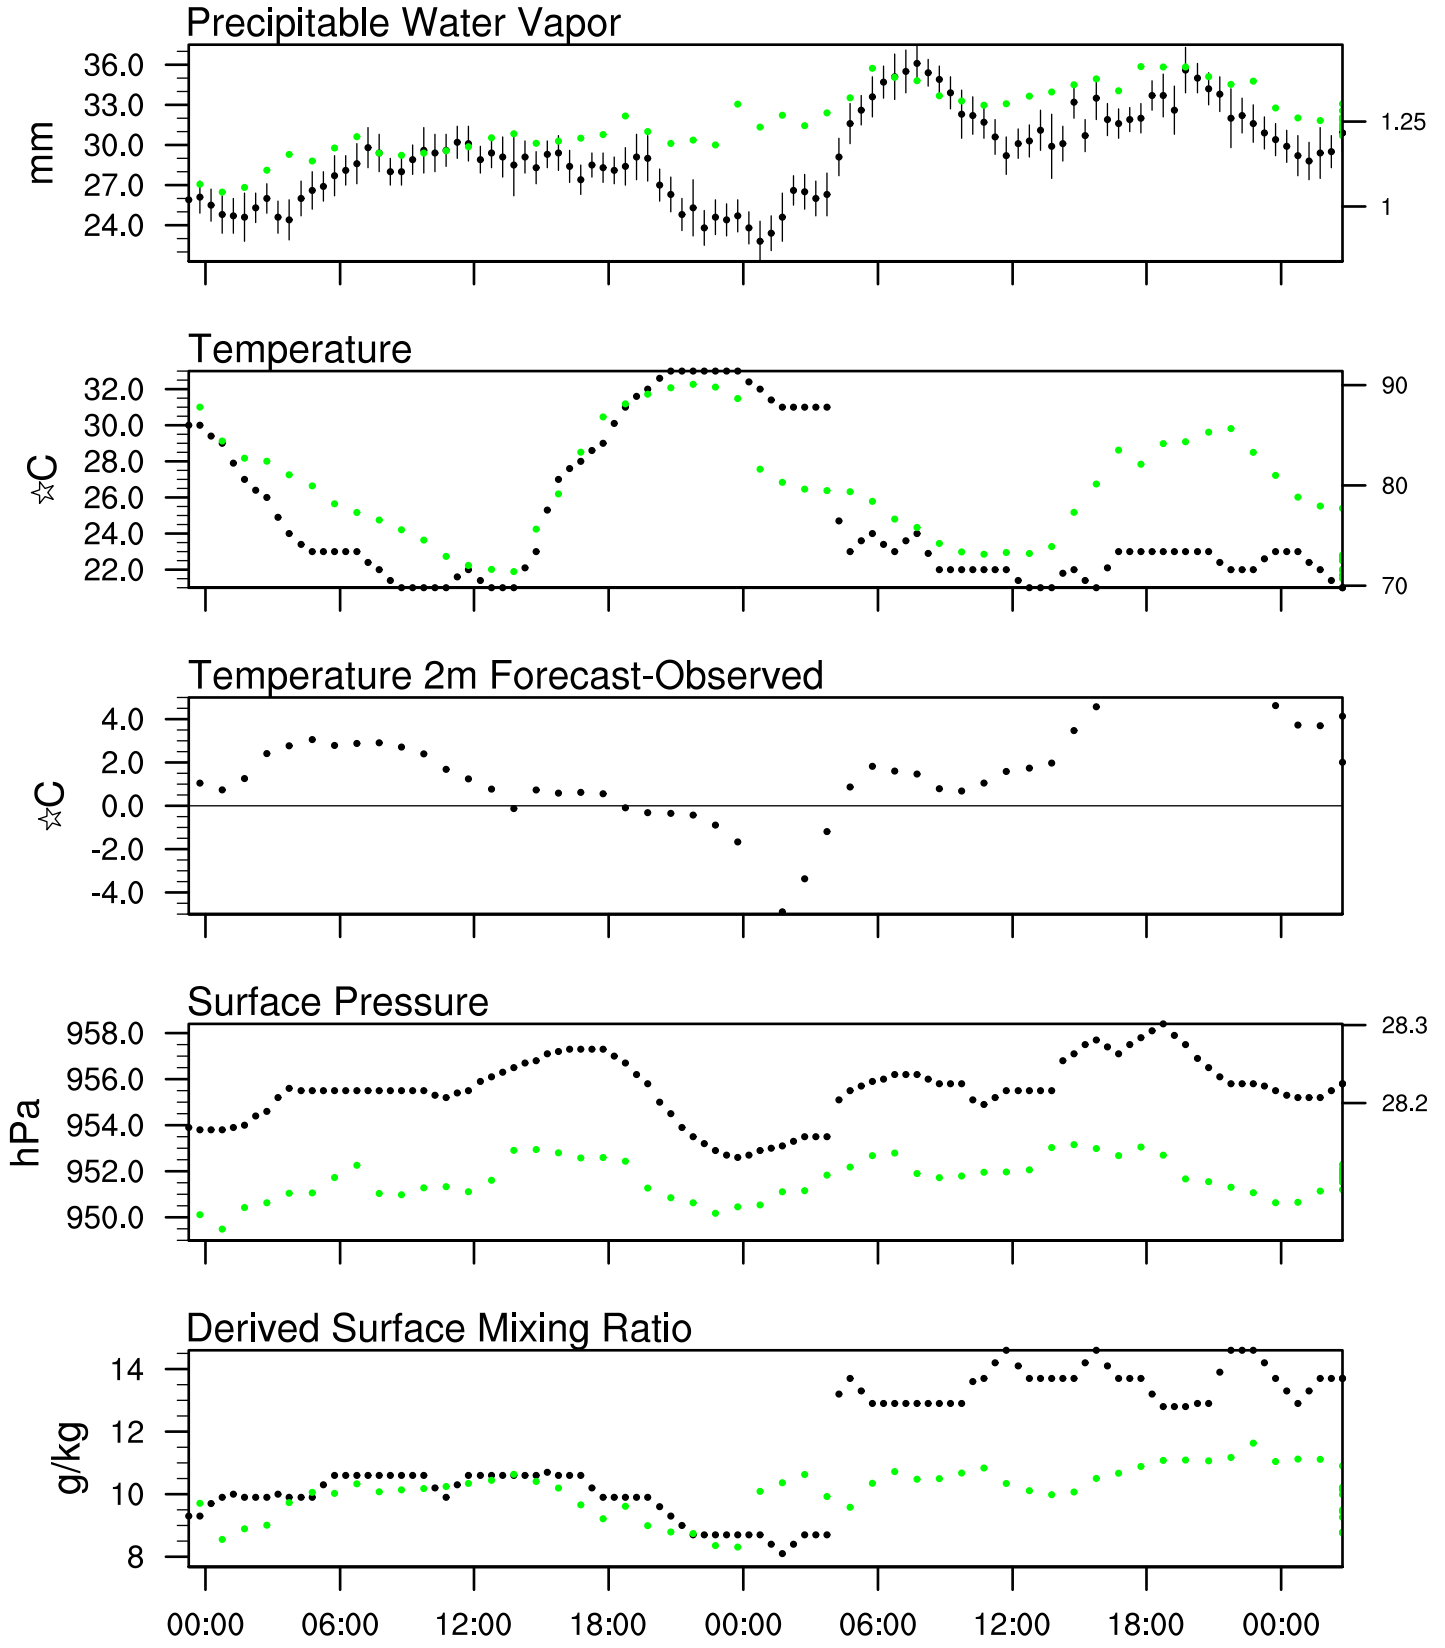 Precipitable Water Vapor
36.0
33.0
30.0
27.0
24.0
mm
1.25
1
Temperature
32.0
30.0
28.0
26.0
24.0
22.0
☆C
90
80
70
Temperature 2m Forecast-Observed
4.0
2.0
0.0
-2.0
-4.0
☆C
Surface Pressure
958.0
956.0
954.0
952.0
950.0
hPa
28.3
28.2
Derived Surface Mixing Ratio
14
12
10
8
g/kg
00:00 06:00 12:00 18:00 00:00 06:00 12:00 18:00 00:00